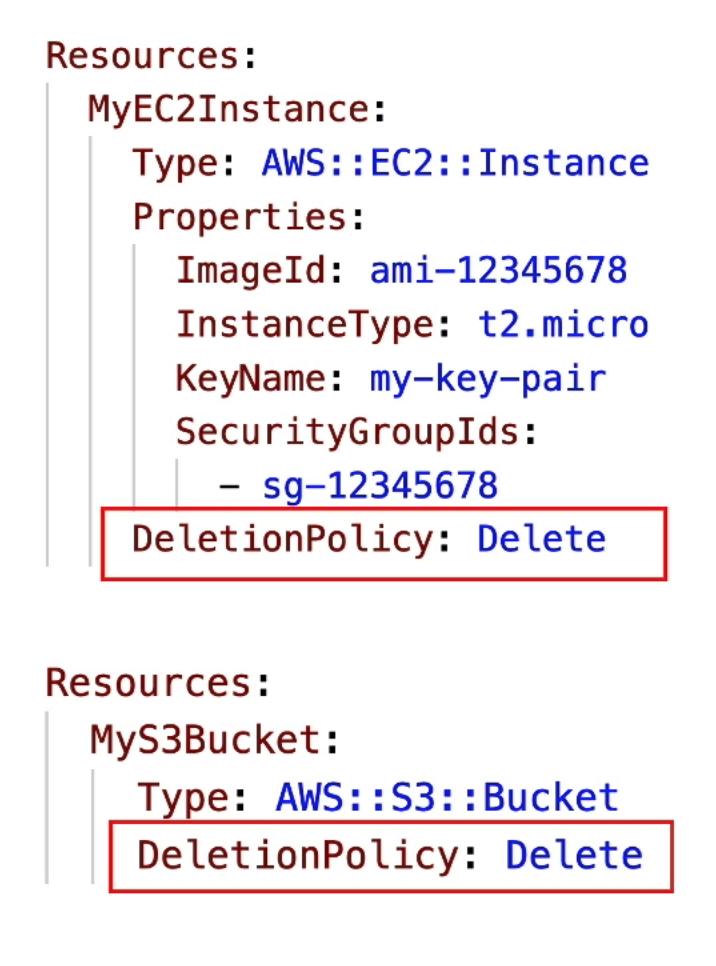 Resources:
MyEC2Instance:
Type: AWS::EC2::Instance
Properties:
ImageId: ami-12345678
InstanceType: t2.micro
KeyName: my-key-pair
SecurityGroupIds:
- sg-12345678
DeletionPolicy: Delete
Resources:
MyS3Bucket:
Type: AWS::S3::Bucket
DeletionPolicy: Delete